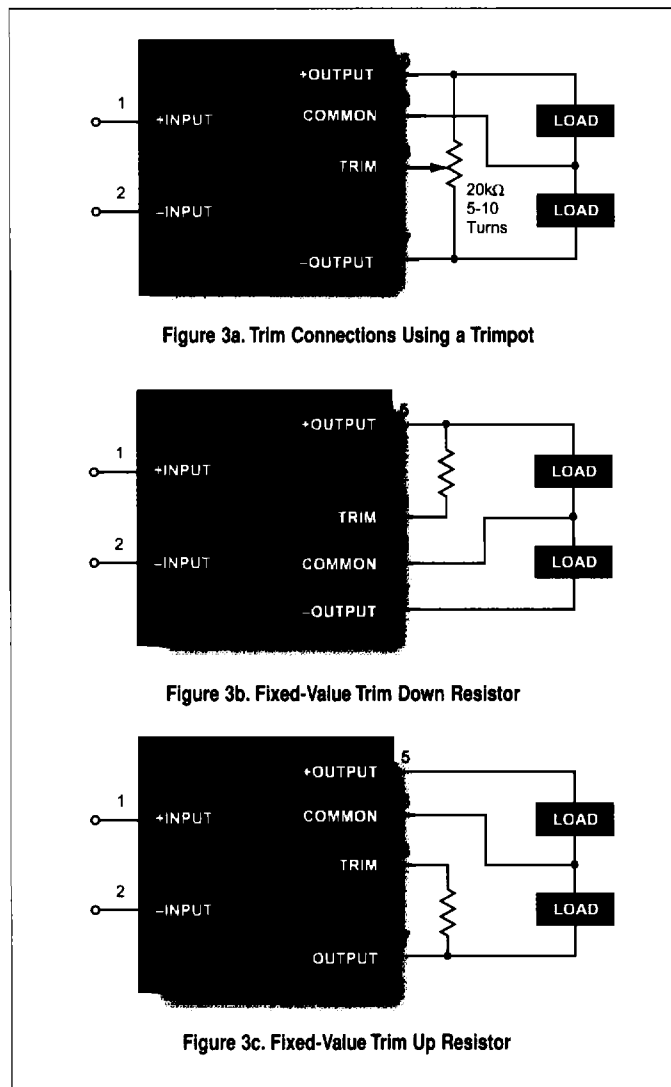 5
+OUTPUT
1
+INPUT
COMMON
LOAD
TRIM
20kΩ
5-10
Turns
2
−INPUT
LOAD
−OUTPUT
Figure 3a. Trim Connections Using a Trimpot
5
+OUTPUT
1
+INPUT
LOAD
TRIM
2
−INPUT
COMMON
LOAD
−OUTPUT
Figure 3b. Fixed-Value Trim Down Resistor
5
+OUTPUT
1
+INPUT
COMMON
LOAD
TRIM
2
−INPUT
LOAD
OUTPUT
Figure 3c. Fixed-Value Trim Up Resistor